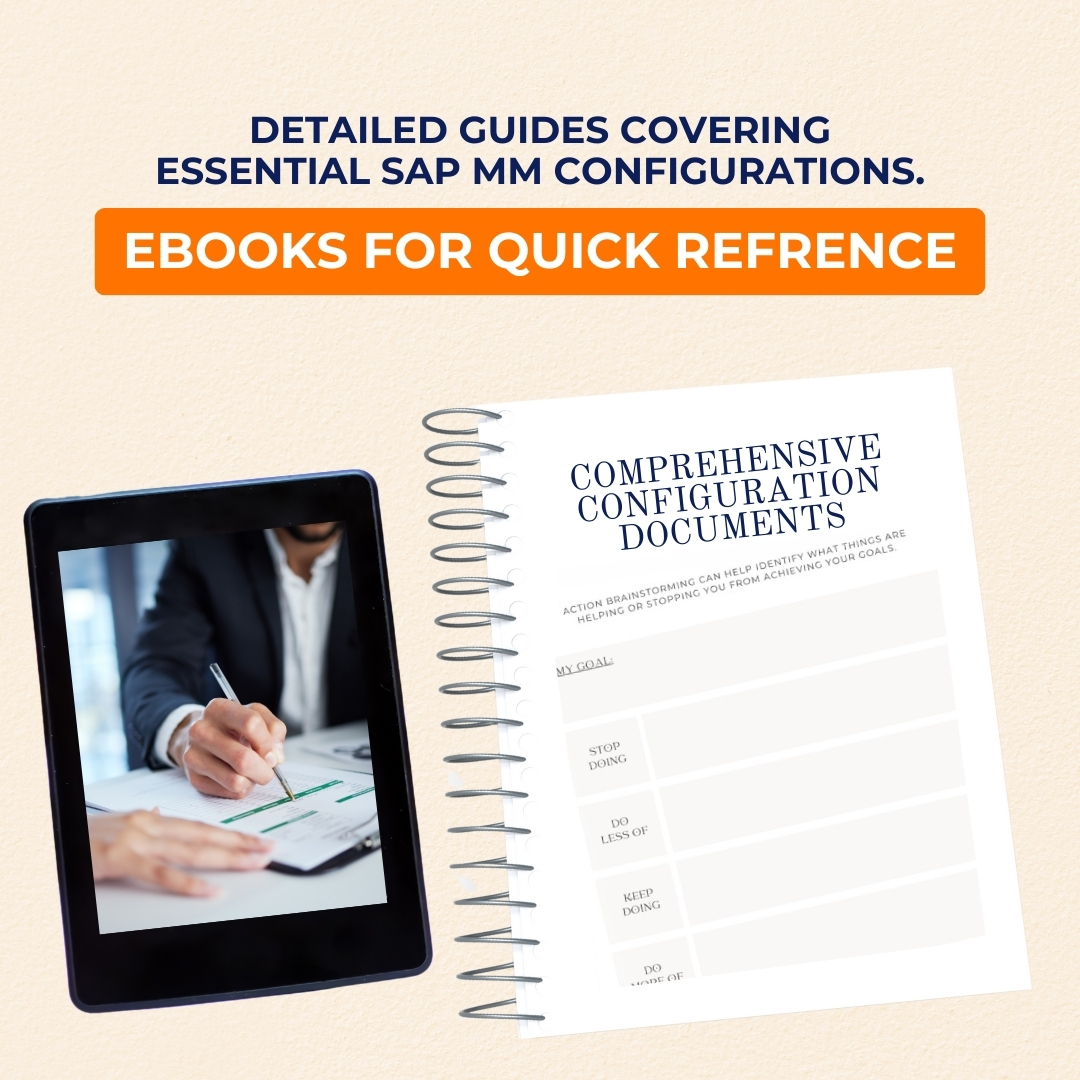 DETAILED GUIDES COVERING
ESSENTIAL SAP MM CONFIGURATIONS.
EBOOKS FOR QUICK REFRENCE
COMPREHENSIVE
CONFIGURATION
DOCUMENTS
ACTION BRAINSTORMING CAN HELP IDENTIFY WHAT THINGS ARE
HELPING OR STOPPING YOU FROM ACHIEVING YOUR GOALS.
MY GOAL:
STOP
DOING
DO
LESS OF
KEEP
DOING
DO
MORE OF